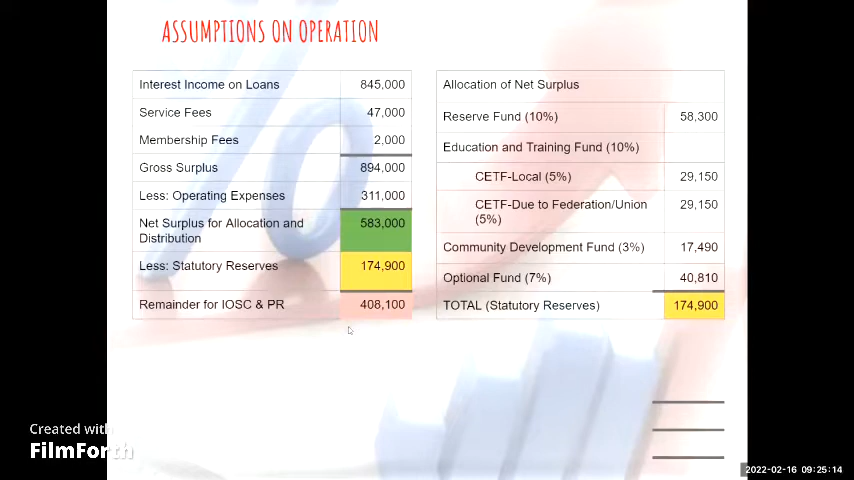 ASSUMPTIONS ON OPERATION
Interest Income on Loans 845,000
Service Fees 47,000
Membership Fees 2,000
Gross Surplus 894,000
Less: Operating Expenses 311,000
Net Surplus for Allocation and 583,000
Distribution
Less: Statutory Reserves 174,900
Remainder for IOSC & PR 408,100
Allocation of Net Surplus
Reserve Fund (10%) 58,300
Education and Training Fund (10%)
CETF-Local (5%) 29,150
CETF-Due to Federation/Union 29,150
(5%)
Community Development Fund (3%) 17,490
Optional Fund (7%) 40,810
TOTAL (Statutory Reserves) 174,900
Created with
FilmForth
2022-02-16 09:25:14